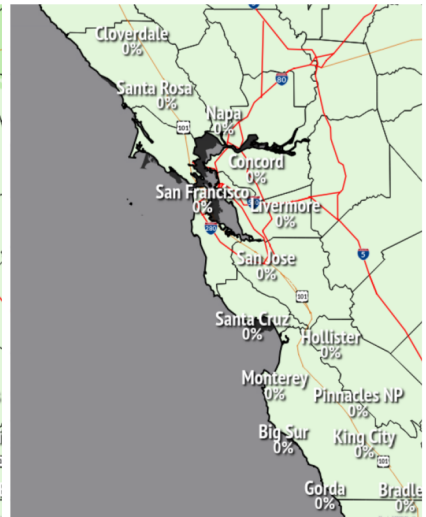 Cloverdale
0%
80
Santa Rosa
0%
Napa
0%
101
Concord
0%
San Francisco
0%
Livermore
0%
280
5
San Jose
0%
101
Santa Cruz
0%
Hollister
0%
Monterey
0%
Pinnacles NP
0%
Big Sur
0%
King City
0%
101
Gorda
0%
Bradle
0%